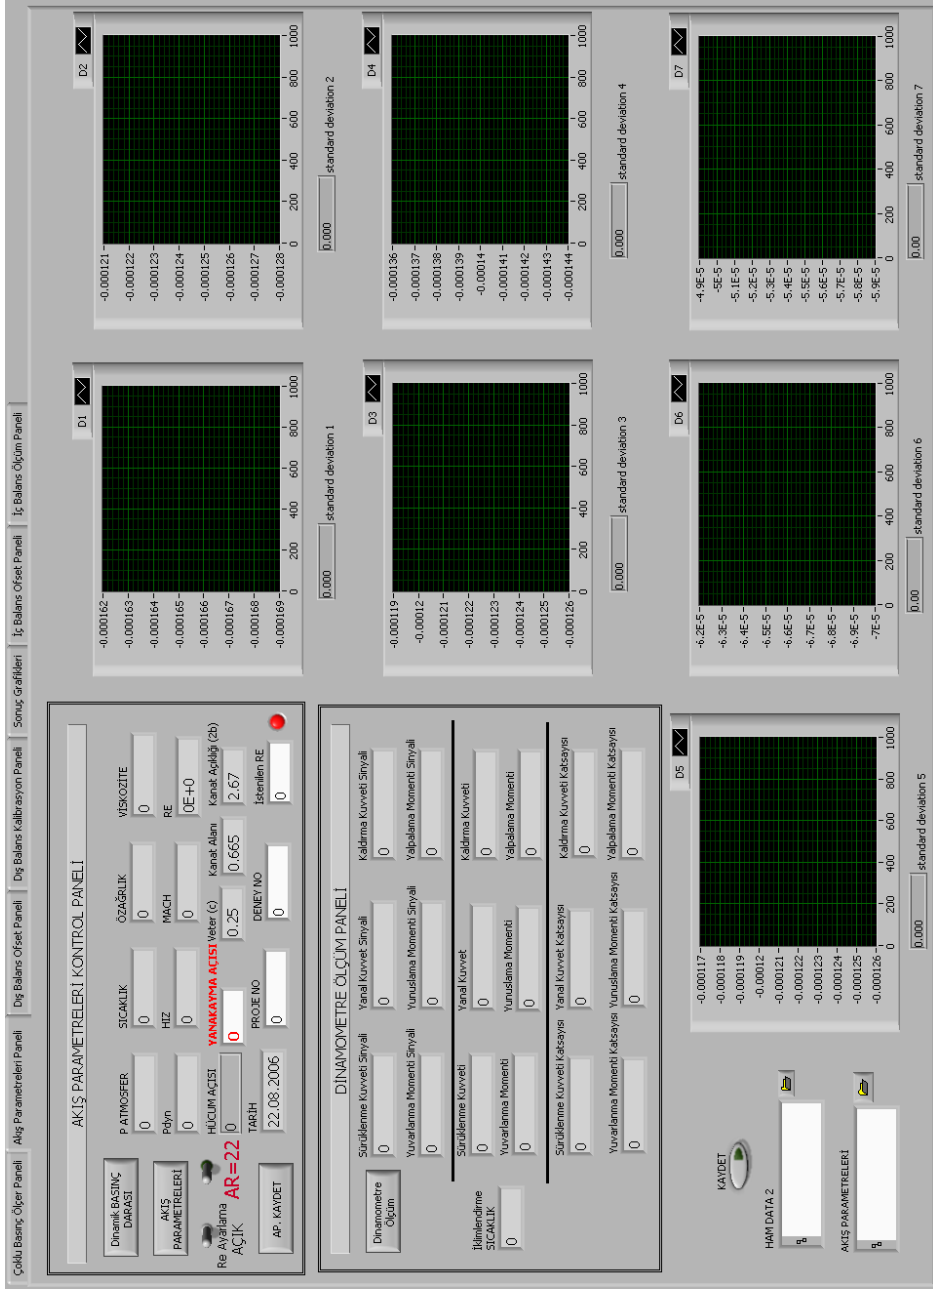 Çoklu Basınç Ölçer Paneli
Akış Parametreleri Paneli
Dış Balans Ofset Paneli
Dış Balans Kalibrasyon Paneli
Sonuç Grafikleri
İç Balans Ofset Paneli
İç Balans Ölçüm Paneli
AKIŞ PARAMETRELERİ KONTROL PANELİ
Dinamik BASINÇ
DARASI
AKIŞ
PARAMETRELERİ
Re Ayarlama
AÇIK
AR=22
AP. KAYDET
P ATMOSFER
0
SICAKLIK
0
ÖZAĞRLIK
0
VİSKOZİTE
0
Pdyn
0
HIZ
0
MACH
0
RE
0E+0
HÜCUM AÇISI
0
YANAKAYMA AÇISI
0
Veter (c)
0.25
Kanat Alanı
0.665
Kanat Açıklığı (2b)
2.67
TARİH
22.08.2006
PROJE NO
0
DENEY NO
0
İstenilen RE
0
DİNAMOMETRE ÖLÇÜM PANELİ
Dinamometre
Ölçüm
İklimlendirme
SICAKLIK
0
Sürüklenme Kuvveti Sinyali
0
Yanal Kuvvet Sinyali
0
Kaldırma Kuvveti Sinyali
0
Yuvarlanma Momenti Sinyali
0
Yunuslama Momenti Sinyali
0
Yalpalama Momenti Sinyali
0
Sürüklenme Kuvveti
0
Yanal Kuvvet
0
Kaldırma Kuvveti
0
Yuvarlanma Momenti
0
Yunuslama Momenti
0
Yalpalama Momenti
0
Sürüklenme Kuvveti Katsayısı
0
Yanal Kuvvet Katsayısı
0
Kaldırma Kuvveti Katsayısı
0
Yuvarlanma Momenti Katsayısı
0
Yunuslama Momenti Katsayısı
0
Yalpalama Momenti Katsayısı
0
KAYDET
HAM DATA 2
AKIŞ PARAMETRELERİ
D1
-0.000162
-0.000163
-0.000164
-0.000165
-0.000166
-0.000167
-0.000168
-0.000169
0 200 400 600 800 1000
0.000 standard deviation 1
D2
-0.000121
-0.000122
-0.000123
-0.000124
-0.000125
-0.000126
-0.000127
-0.000128
0 200 400 600 800 1000
0.000 standard deviation 2
D3
-0.000119
-0.00012
-0.000121
-0.000122
-0.000123
-0.000124
-0.000125
-0.000126
0 200 400 600 800 1000
0.000 standard deviation 3
D4
-0.000136
-0.000137
-0.000138
-0.000139
-0.00014
-0.000141
-0.000142
-0.000143
-0.000144
0 200 400 600 800 1000
0.000 standard deviation 4
D5
-0.000117
-0.000118
-0.000119
-0.00012
-0.000121
-0.000122
-0.000123
-0.000124
-0.000125
-0.000126
0 200 400 600 800 1000
0.000 standard deviation 5
D6
-6.2E-5
-6.3E-5
-6.4E-5
-6.5E-5
-6.6E-5
-6.7E-5
-6.8E-5
-6.9E-5
-7E-5
0 200 400 600 800 1000
0.00 standard deviation 6
D7
-4.9E-5
-5E-5
-5.1E-5
-5.2E-5
-5.3E-5
-5.4E-5
-5.5E-5
-5.6E-5
-5.7E-5
-5.8E-5
-5.9E-5
0 200 400 600 800 1000
0.00 standard deviation 7